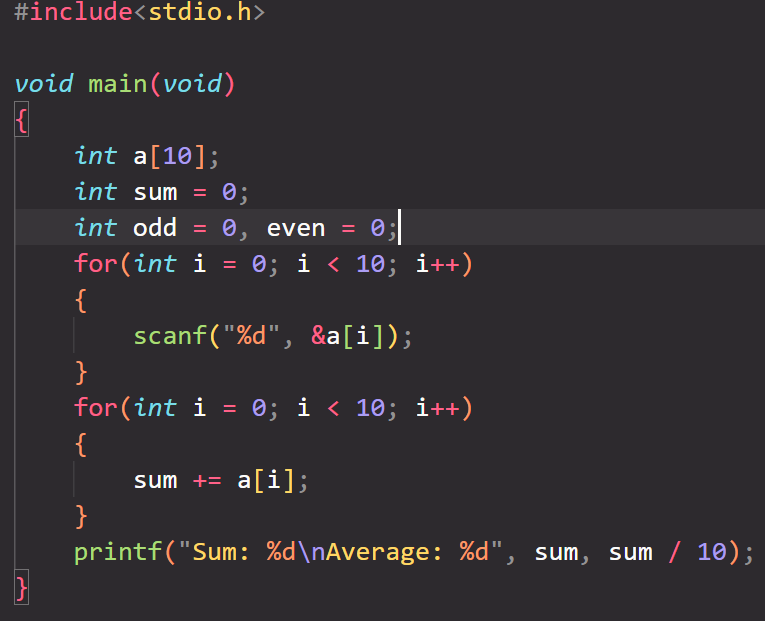 #include<stdio.h>
void main(void)
{
int a[10];
int sum = 0;
int odd = 0, even = 0;
for(int i = 0; i < 10; i++)
{
scanf("%d", &a[i]);
}
for(int i = 0; i < 10; i++)
{
sum += a[i];
}
printf("Sum: %d\nAverage: %d", sum, sum / 10);
}